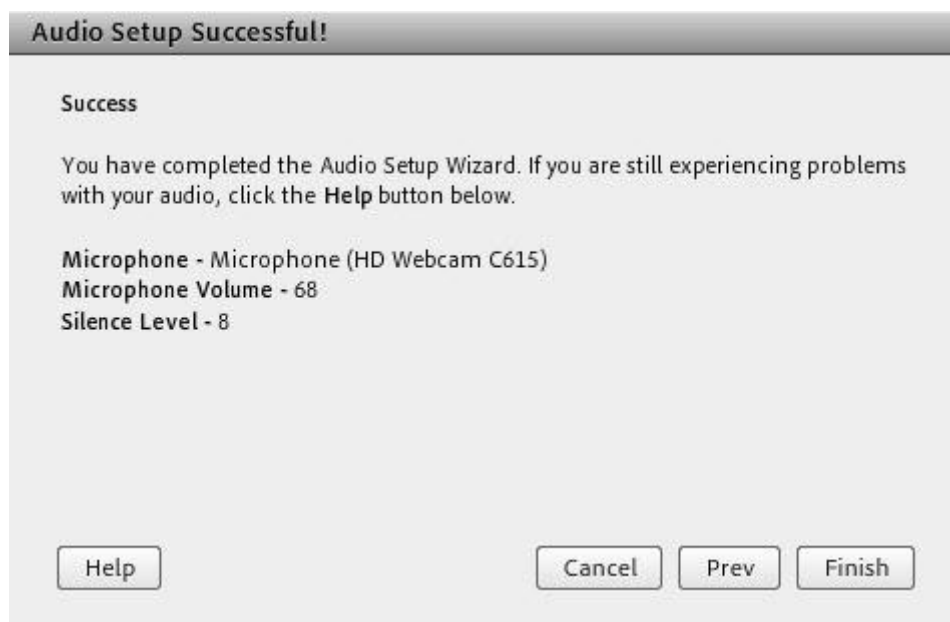 Audio Setup Successful!
Success
You have completed the Audio Setup Wizard. If you are still experiencing problems
with your audio, click the Help button below.
Microphone - Microphone (HD Webcam C615)
Microphone Volume - 68
Silence Level - 8
Help Cancel Prev Finish